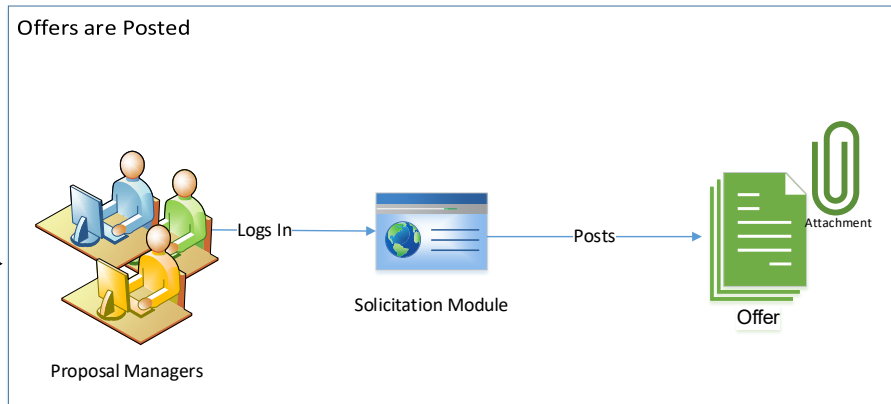 Offers are Posted
Logs In
Posts
Attachment
Solicitation Module
Offer
Proposal Managers